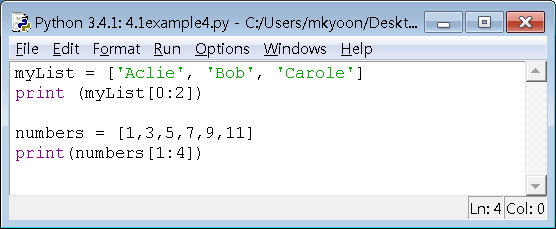 Python 3.4.1: 4.1example4.py - C:/Users/mkyoon/Deskt...
File Edit Format Run Options Windows Help
myList = ['Aclie', 'Bob', 'Carole']
print (myList[0:2])
numbers = [1,3,5,7,9,11]
print(numbers[1:4])
Ln: 4 Col: 0